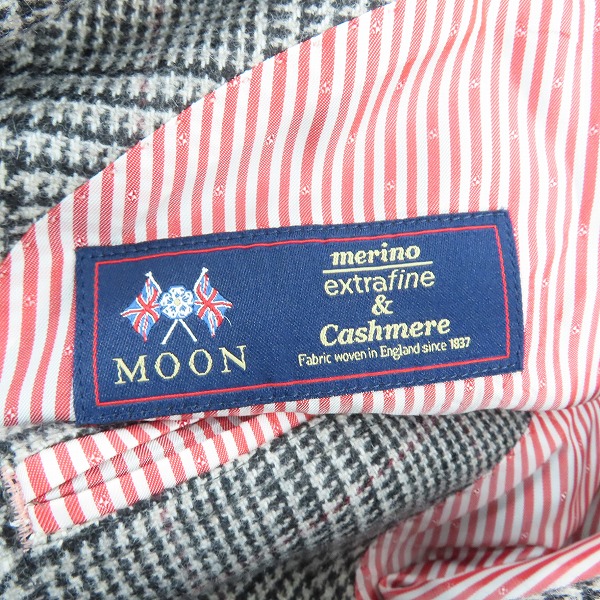 MOON
merino
extrafine
&
Cashmere
Fabric woven in England since 1837